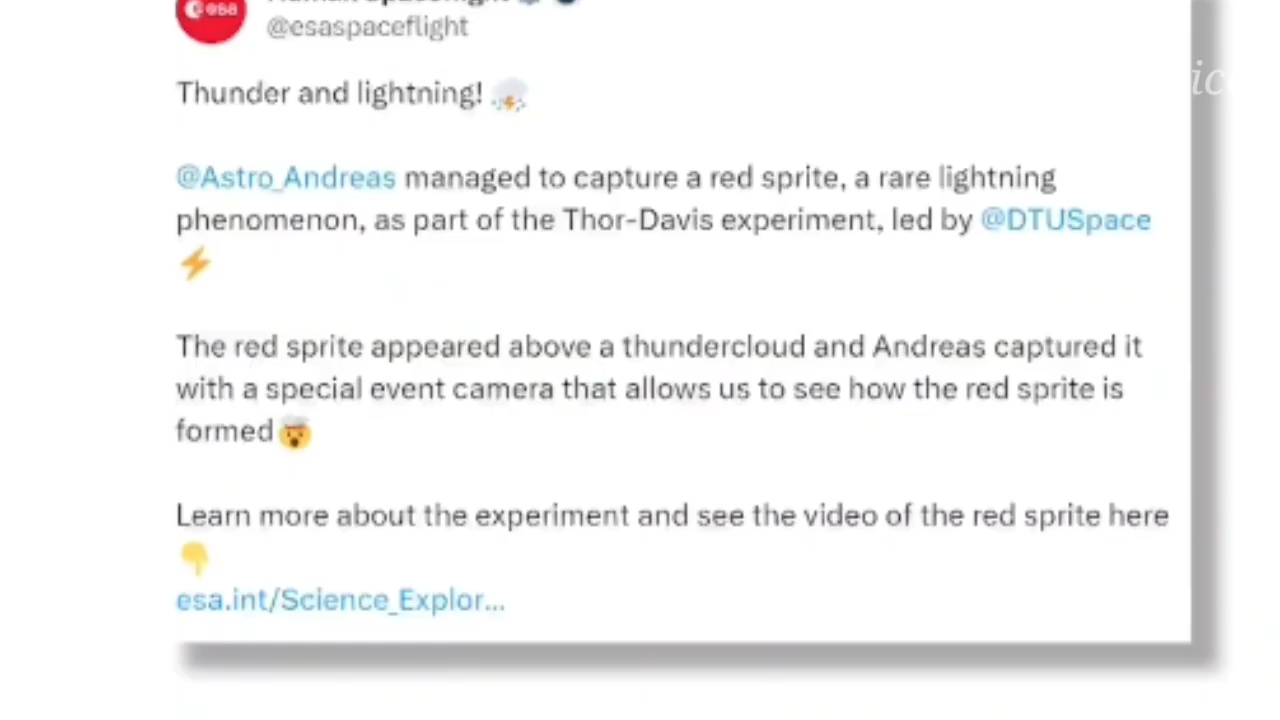 esa
@esaspaceflight
Thunder and lightning! ⛈️
@Astro_Andreas managed to capture a red sprite, a rare lightning
phenomenon, as part of the Thor-Davis experiment, led by @DTUSpace
⚡
The red sprite appeared above a thundercloud and Andreas captured it
with a special event camera that allows us to see how the red sprite is
formed🤯
Learn more about the experiment and see the video of the red sprite here
👇
esa.int/Science_Explor...